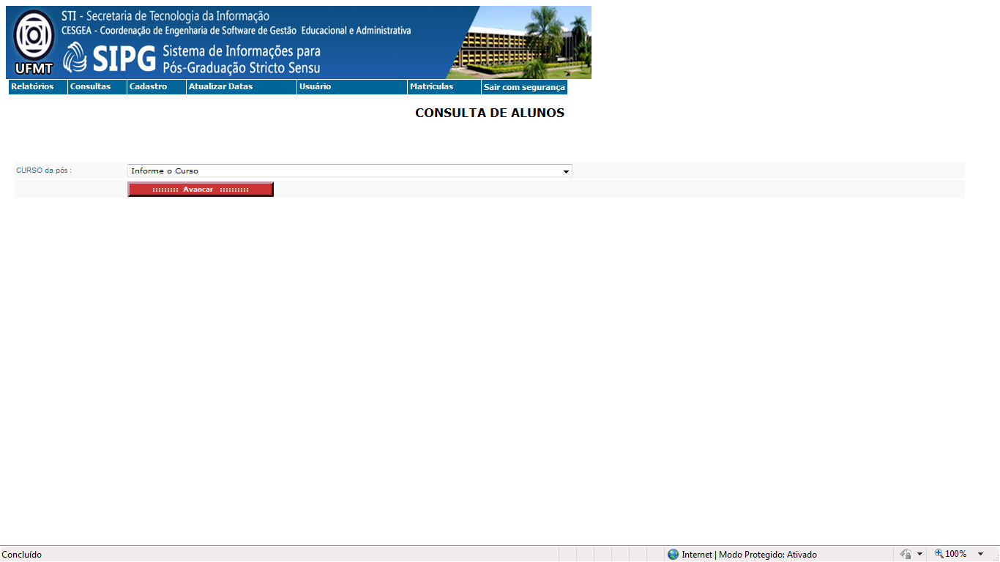 STI - Secretaria de Tecnologia da Informação
CESGEA - Coordenação de Engenharia de Software de Gestão Educacional e Administrativa
UFMT
SIPG
Sistema de Informações para
Pós-Graduação Stricto Sensu
Relatórios Consultas Cadastro Atualizar Datas Usuário Matrículas Sair com segurança
CONSULTA DE ALUNOS
CURSO da pós : Informe o Curso
::::::::: Avancar ::::::::::
Concluído Internet | Modo Protegido: Ativado 100%